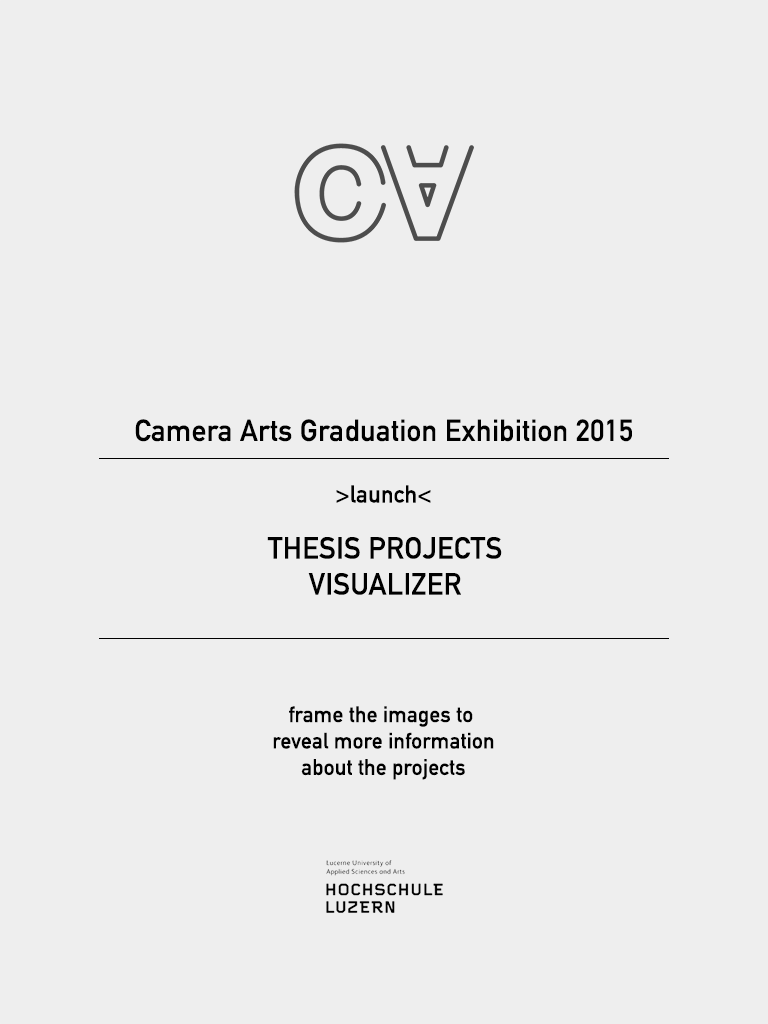 CA
Camera Arts Graduation Exhibition 2015
>launch<
THESIS PROJECTS
VISUALIZER
frame the images to
reveal more information
about the projects
Lucerne University of
Applied Sciences and Arts
HOCHSCHULE
LUZERN